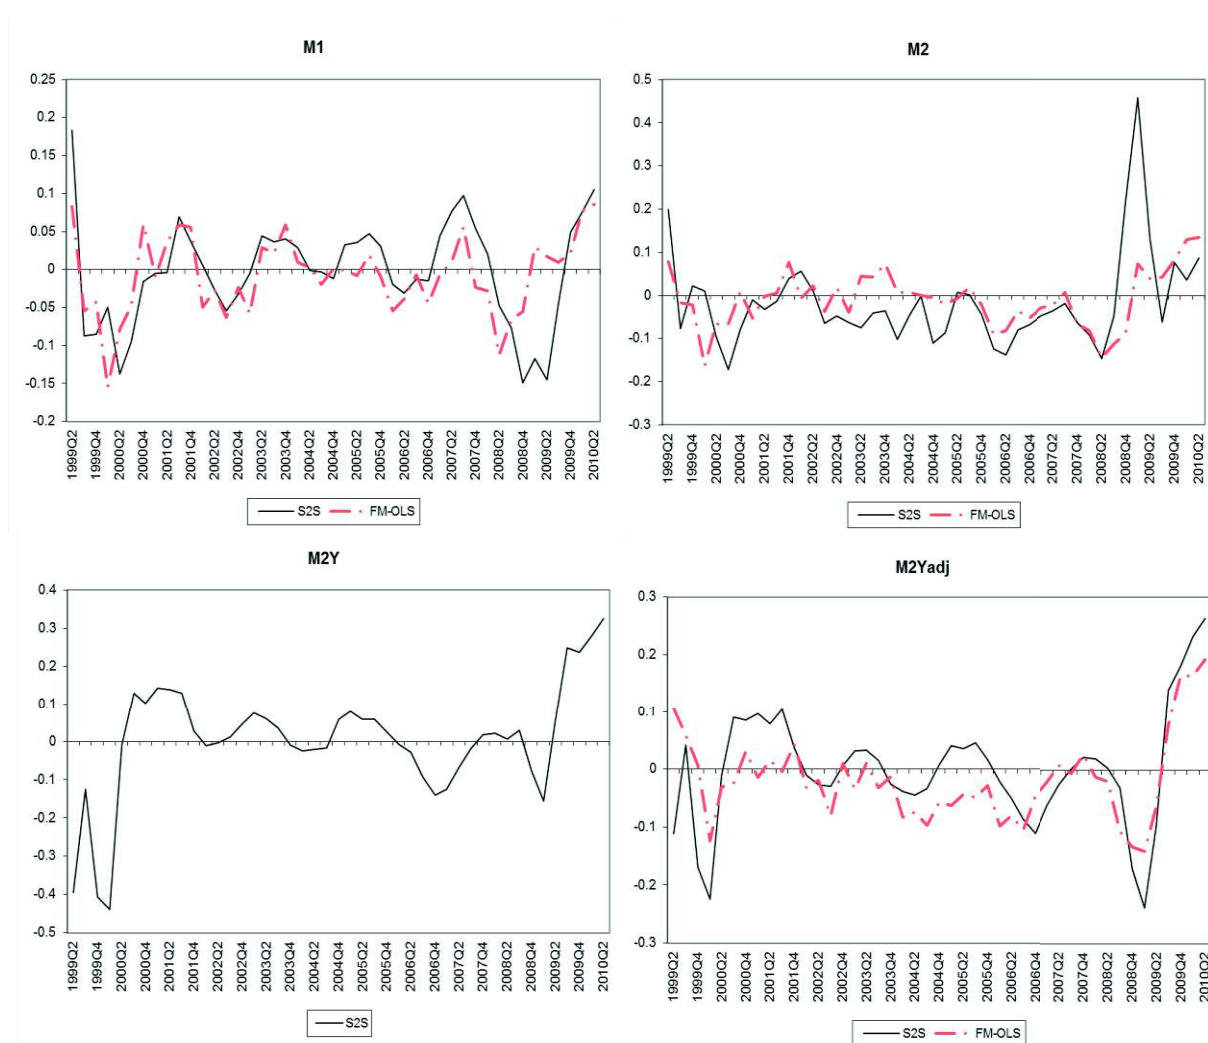 M1
0.25
0.2
0.15
0.1
0.05
0
-0.05
-0.1
-0.15
-0.2
1999Q2
1999Q4
2000Q2
2000Q4
2001Q2
2001Q4
2002Q2
2002Q4
2003Q2
2003Q4
2004Q2
2004Q4
2005Q2
2005Q4
2006Q2
2006Q4
2007Q2
2007Q4
2008Q2
2008Q4
2009Q2
2009Q4
2010Q2
S2S FM-OLS
M2
0.5
0.4
0.3
0.2
0.1
0
-0.1
-0.2
-0.3
1999Q2
1999Q4
2000Q2
2000Q4
2001Q2
2001Q4
2002Q2
2002Q4
2003Q2
2003Q4
2004Q2
2004Q4
2005Q2
2005Q4
2006Q2
2006Q4
2007Q2
2007Q4
2008Q2
2008Q4
2009Q2
2009Q4
2010Q2
S2S FM-OLS
M2Y
0.4
0.3
0.2
0.1
0
-0.1
-0.2
-0.3
-0.4
-0.5
1999Q2
1999Q4
2000Q2
2000Q4
2001Q2
2001Q4
2002Q2
2002Q4
2003Q2
2003Q4
2004Q2
2004Q4
2005Q2
2005Q4
2006Q2
2006Q4
2007Q2
2007Q4
2008Q2
2008Q4
2009Q2
2009Q4
2010Q2
S2S
M2Yadj
0.3
0.2
0.1
0
-0.1
-0.2
-0.3
1999Q2
1999Q4
2000Q2
2000Q4
2001Q2
2001Q4
2002Q2
2002Q4
2003Q2
2003Q4
2004Q2
2004Q4
2005Q2
2005Q4
2006Q2
2006Q4
2007Q2
2007Q4
2008Q2
2008Q4
2009Q2
2009Q4
2010Q2
S2S FM-OLS